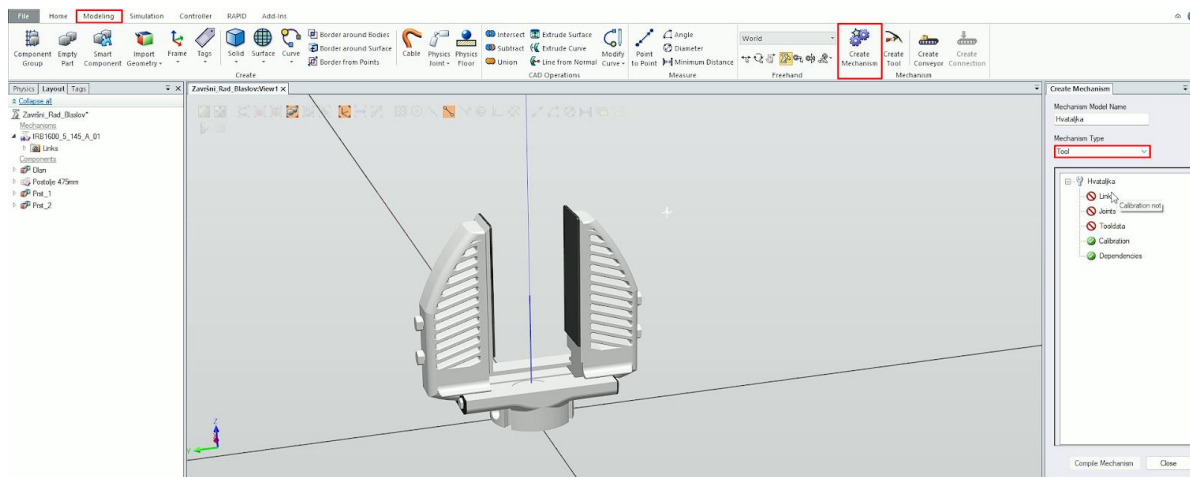 File Home Modeling Simulation Controller RAPID Add-Ins
Component Group
Empty Part
Smart Component
Import Geometry
Frame
Tags
Solid
Surface
Curve
Border around Bodies
Border around Surface
Border from Points
Create
Cable
Physics Joint
Physics Floor
Intersect
Subtract
Union
Extrude Surface
Extrude Curve
Line from Normal
Modify Curve
CAD Operations
Point to Point
Angle
Diameter
Minimum Distance
Measure
World
Freehand
Create Mechanism
Create Tool
Create Conveyor
Create Connection
Mechanism
Physics Layout Tags
Collapse all
Završni_Rad_Blaslov*
Mechanisms
IRB1600_5_145_A_01
Links
Components
Dlan
Postolje 475mm
Prst_1
Prst_2
Završni_Rad_Blaslov:View1
Z
Y
Create Mechanism
Mechanism Model Name
Hvataljka
Mechanism Type
Tool
Hvataljka
Link
Calibration not
Joints
Tooldata
Calibration
Dependencies
Compile Mechanism Close